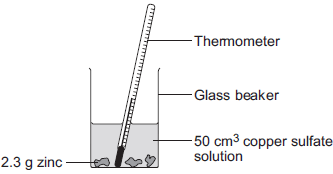 Thermometer
Glass beaker
50 cm³ copper sulfate
solution
2.3 g zinc